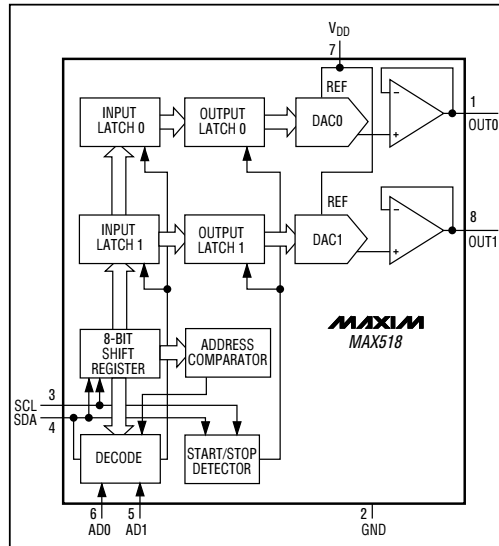 VDD
7
REF
INPUT
LATCH 0
OUTPUT
LATCH 0
DAC0
−
+
1
OUT0
INPUT
LATCH 1
OUTPUT
LATCH 1
REF
DAC1
−
+
8
OUT1
MAXIM
MAX518
8-BIT
SHIFT
REGISTER
ADDRESS
COMPARATOR
3
SCL
SDA
4
DECODE
START/STOP
DETECTOR
6
AD0
5
AD1
2
GND